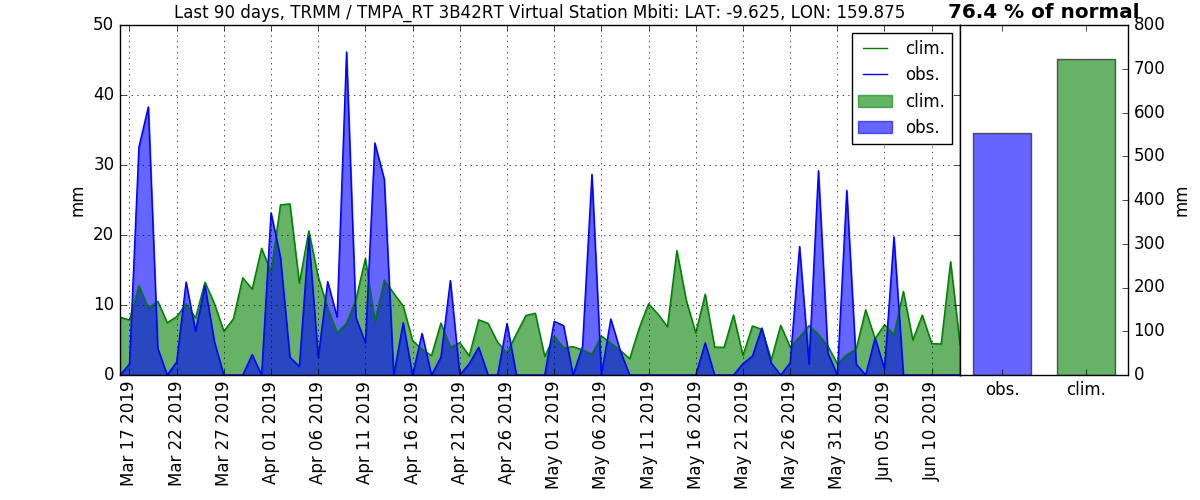 Last 90 days, TRMM / TMPA_RT 3B42RT Virtual Station Mbiti: LAT: -9.625, LON: 159.875
76.4 % of normal
50
40
30
20
10
0
mm
clim.
obs.
clim.
obs.
Mar 17 2019
Mar 22 2019
Mar 27 2019
Apr 01 2019
Apr 06 2019
Apr 11 2019
Apr 16 2019
Apr 21 2019
Apr 26 2019
May 01 2019
May 06 2019
May 11 2019
May 16 2019
May 21 2019
May 26 2019
May 31 2019
Jun 05 2019
Jun 10 2019
800
700
600
500
400
300
200
100
0
mm
obs.
clim.